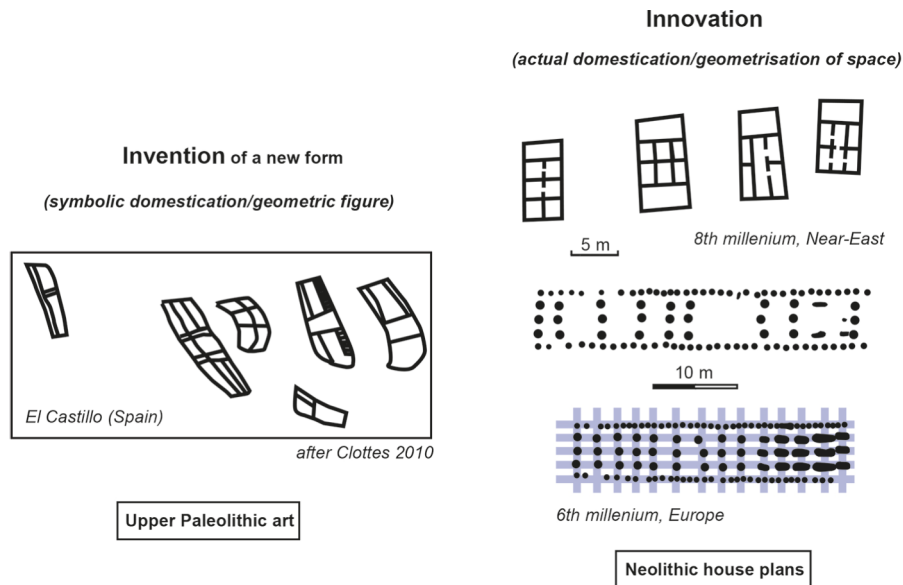 Invention of a new form
(symbolic domestication/geometric figure)
El Castillo (Spain)
after Clottes 2010
Upper Paleolithic art
Innovation
(actual domestication/geometrisation of space)
8th millenium, Near-East
5 m
10 m
6th millenium, Europe
Neolithic house plans